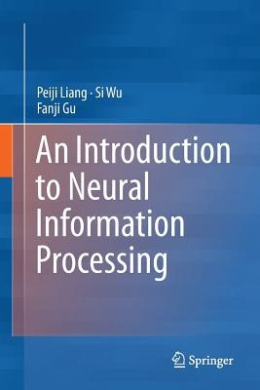 Peiji Liang · Si Wu
Fanji Gu
An Introduction
to Neural
Information
Processing
Springer